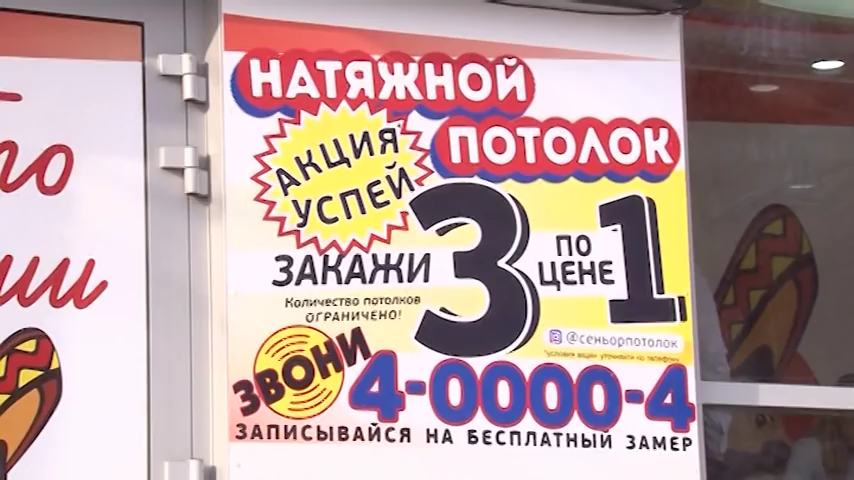 НАТЯЖНОЙ
ПОТОЛОК
АКЦИЯ
УСПЕЙ
ЗАКАЖИ 3 ПО ЦЕНЕ 1
Количество потолков
ОГРАНИЧЕНО!
@сеньорпотолок
*условия акции уточняйте по телефону
ЗВОНИ 4-0000-4
ЗАПИСЫВАЙСЯ НА БЕСПЛАТНЫЙ ЗАМЕР